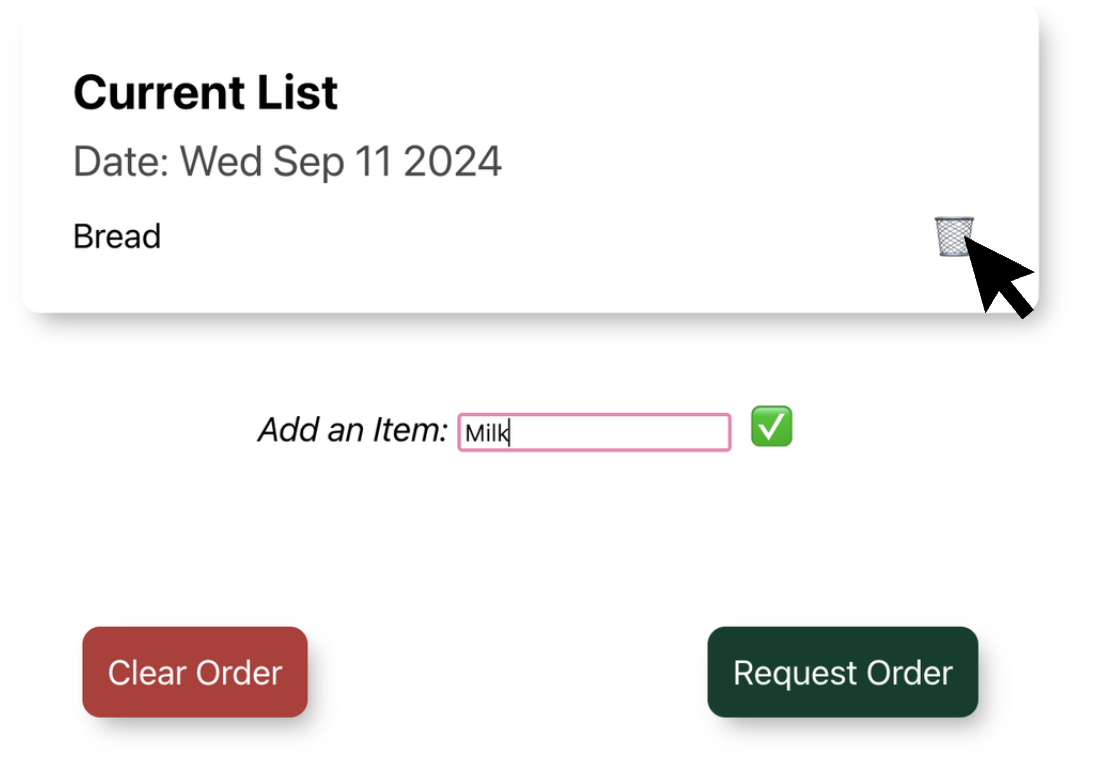 Current List
Date: Wed Sep 11 2024
Bread
Add an Item: Milk
Clear Order
Request Order